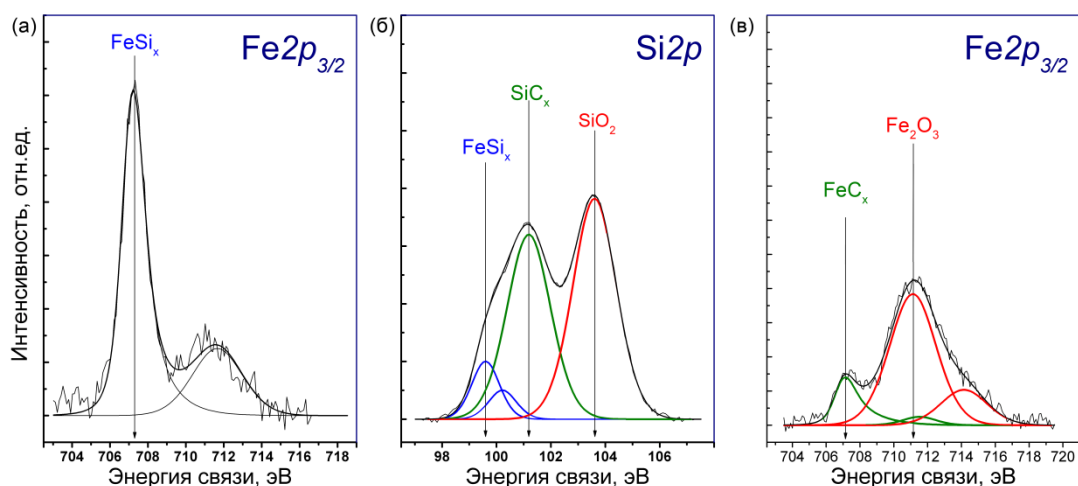 (а)
FeSiₓ
Fe2p₃/₂
Интенсивность, отн.ед.
704 706 708 710 712 714 716 718
Энергия связи, эВ
(б)
Si2p
SiCₓ
SiO₂
FeSiₓ
98 100 102 104 106
Энергия связи, эВ
(в)
Fe2p₃/₂
Fe₂O₃
FeCₓ
704 706 708 710 712 714 716 718 720
Энергия связи, эВ